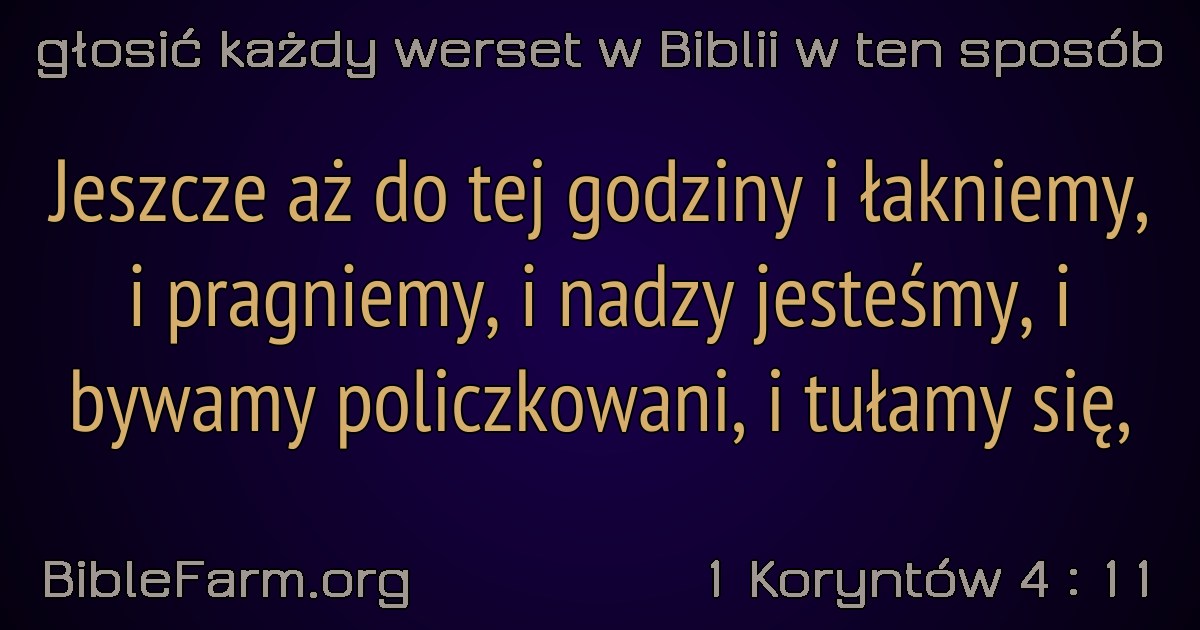 głosić każdy werset w Biblii w ten sposób
Jeszcze aż do tej godziny i łakniemy,
i pragniemy, i nadzy jesteśmy, i
bywamy policzkowani, i tułamy się,
BibleFarm.org
1 Koryntów 4 : 11